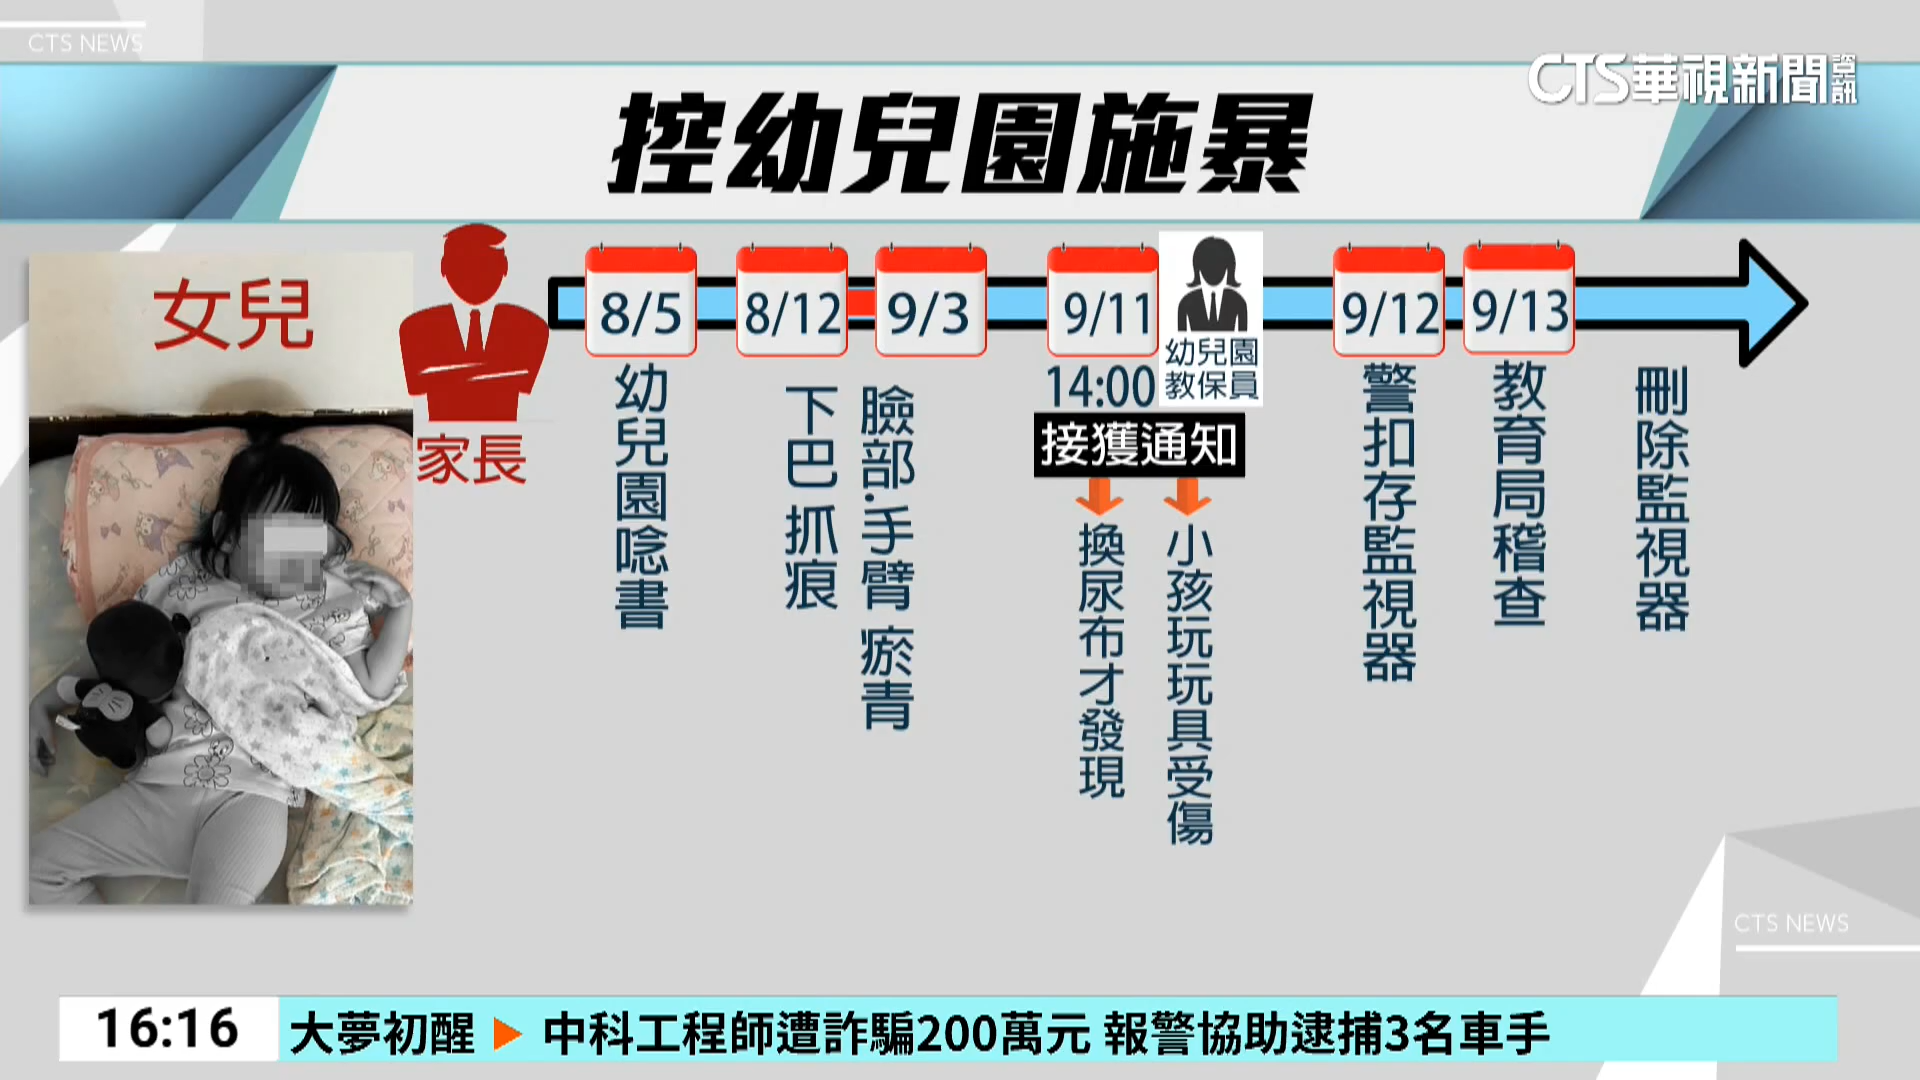 CTS NEWS
CTS華視新聞資訊
控幼兒園施暴
女兒
家長
8/5
幼兒園唸書
8/12
下巴 抓痕
9/3
臉部.手臂 瘀青
9/11
14:00
幼兒園
教保員
接獲通知
換尿布才發現
小孩玩玩具受傷
9/12
警扣存監視器
9/13
教育局稽查
刪除監視器
CTS NEWS
16:16
大夢初醒 ▶ 中科工程師遭詐騙200萬元 報警協助逮捕3名車手